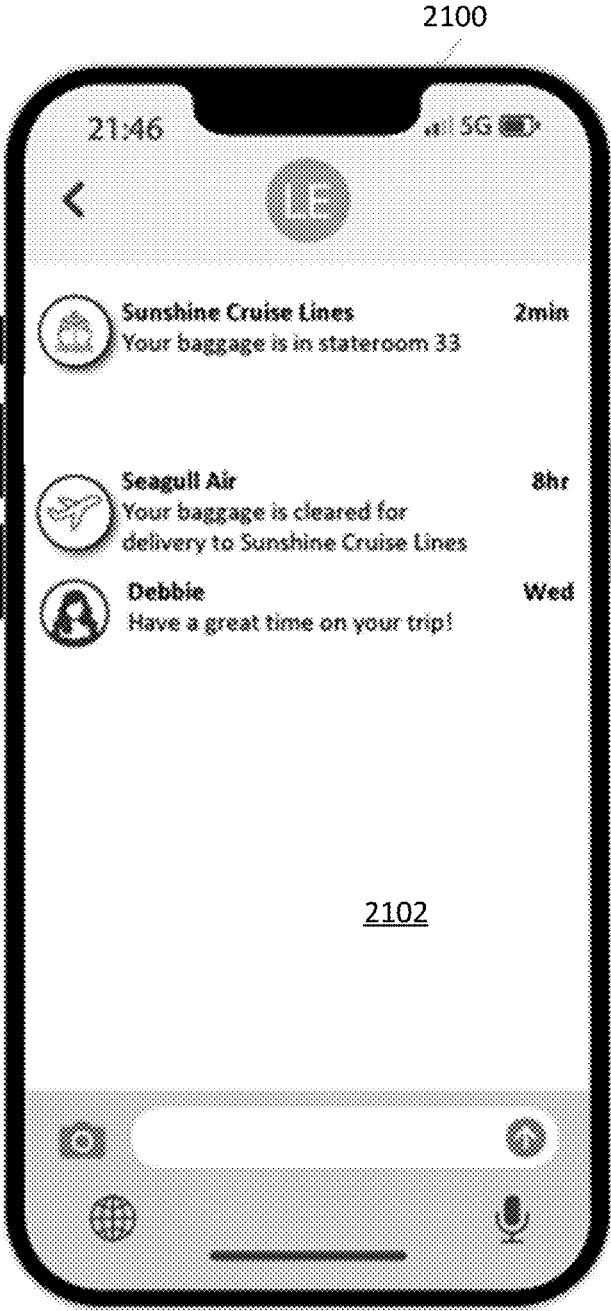 2100
21:46 5G
LE
Sunshine Cruise Lines 2min
Your baggage is in stateroom 33
Seagull Air 8hr
Your baggage is cleared for
delivery to Sunshine Cruise Lines
Debbie Wed
Have a great time on your trip!
2102